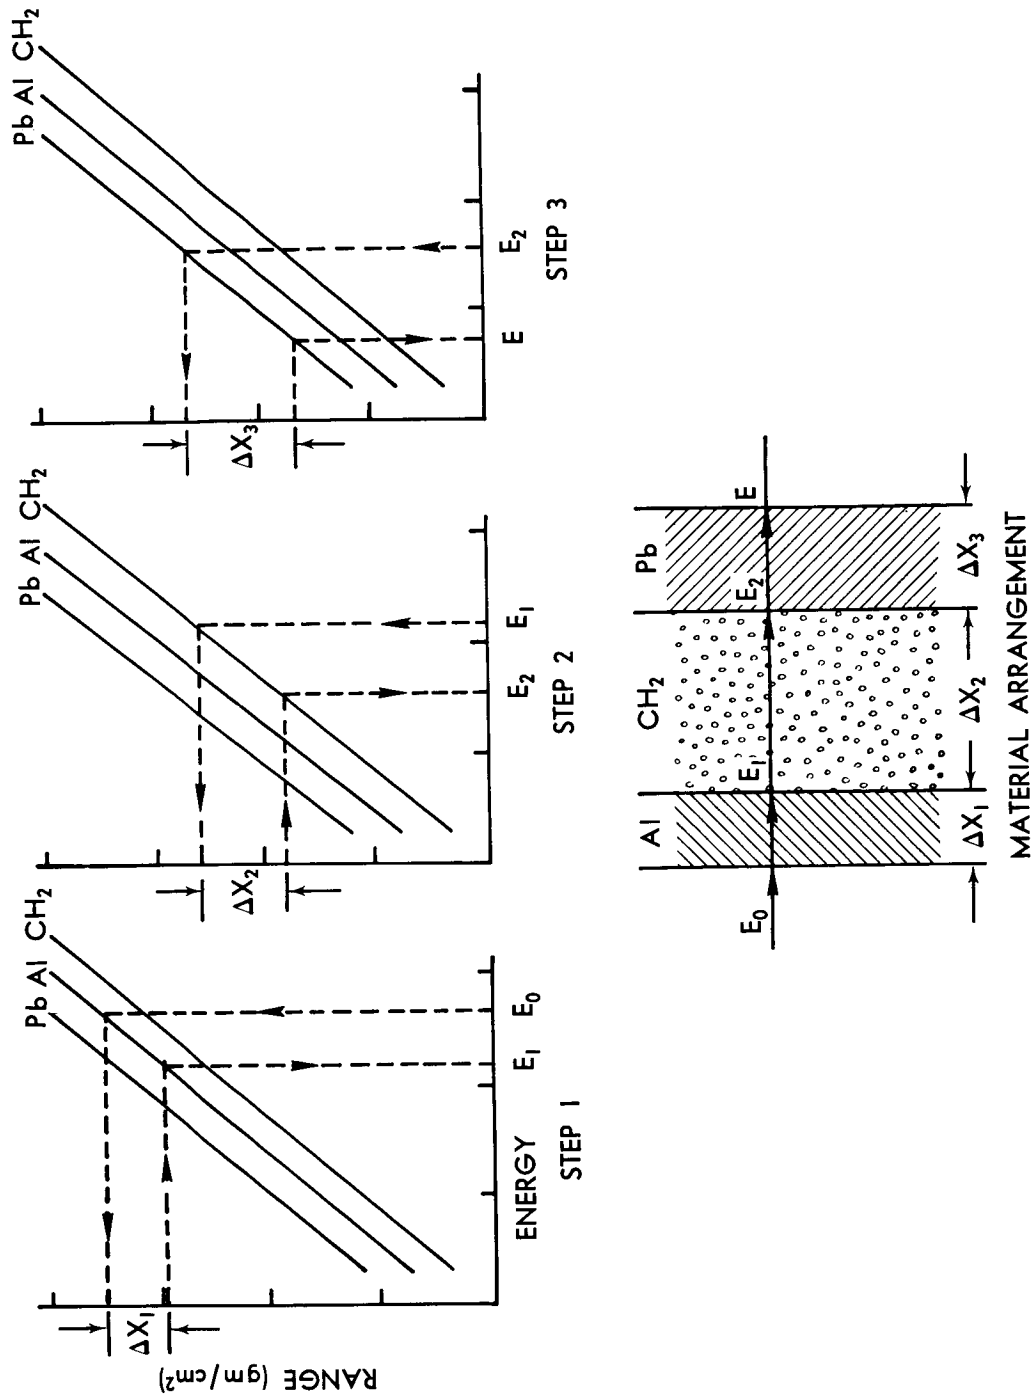 RANGE (gm/cm²)
Pb Al CH₂
ΔX₁
E₁ E₀
ENERGY
STEP 1
Pb Al CH₂
ΔX₂
E₂ E₁
STEP 2
Pb Al CH₂
ΔX₃
E E₂
STEP 3
Al CH₂ Pb
E₀ E₁ E₂ E
ΔX₁ ΔX₂ ΔX₃
MATERIAL ARRANGEMENT